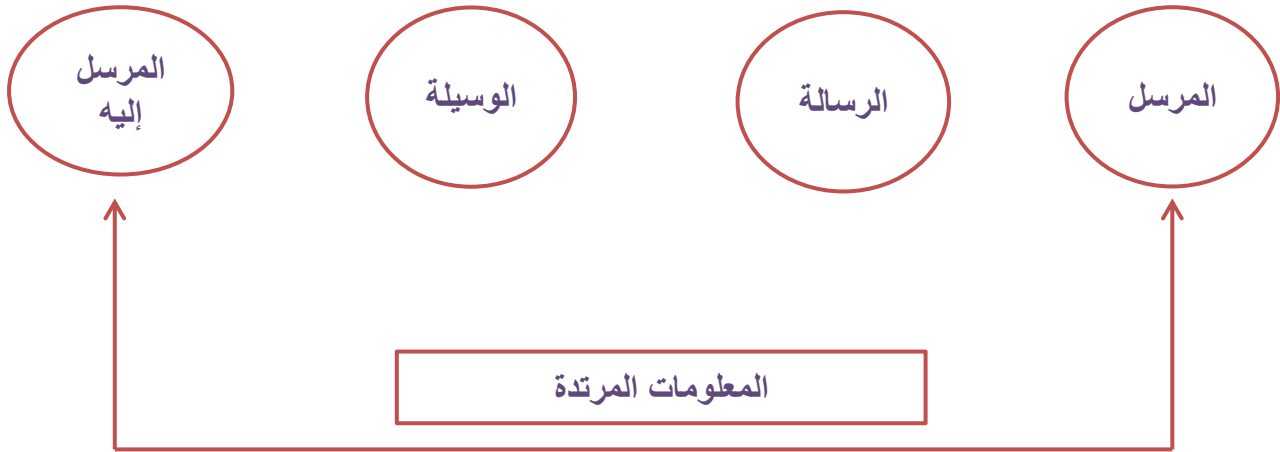 المرسل
الرسالة
الوسيلة
المرسل
إليه
المعلومات المرتدة